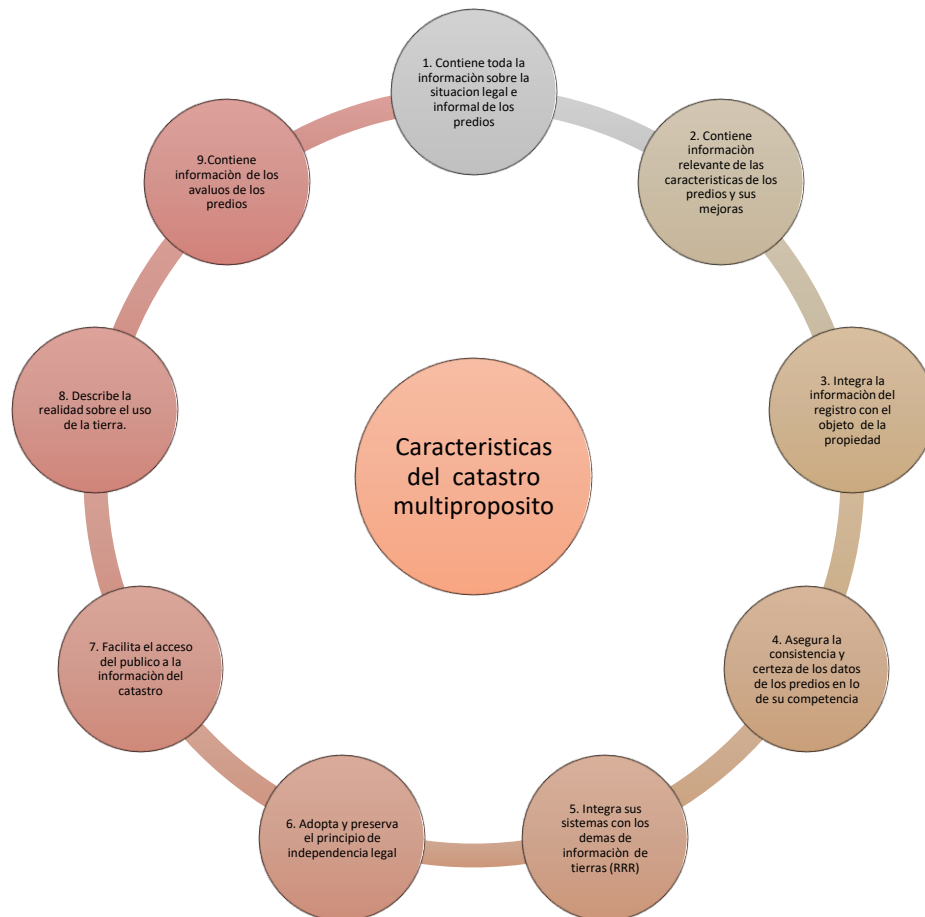 1. Contiene toda la
informaciòn sobre la
situacion legal e
informal de los
predios
2. Contiene
informaciòn
relevante de las
caracteristicas de los
predios y sus
mejoras
3. Integra la
informaciòn del
registro con el
objeto de la
propiedad
4. Asegura la
consistencia y
certeza de los datos
de los predios en lo
de su competencia
5. Integra sus
sistemas con los
demas de
informaciòn de
tierras (RRR)
6. Adopta y preserva
el principio de
independencia legal
7. Facilita el acceso
del publico a la
informaciòn del
catastro
8. Describe la
realidad sobre el uso
de la tierra.
9.Contiene
informaciòn de los
avaluos de los
predios
Caracteristicas
del catastro
multiproposito